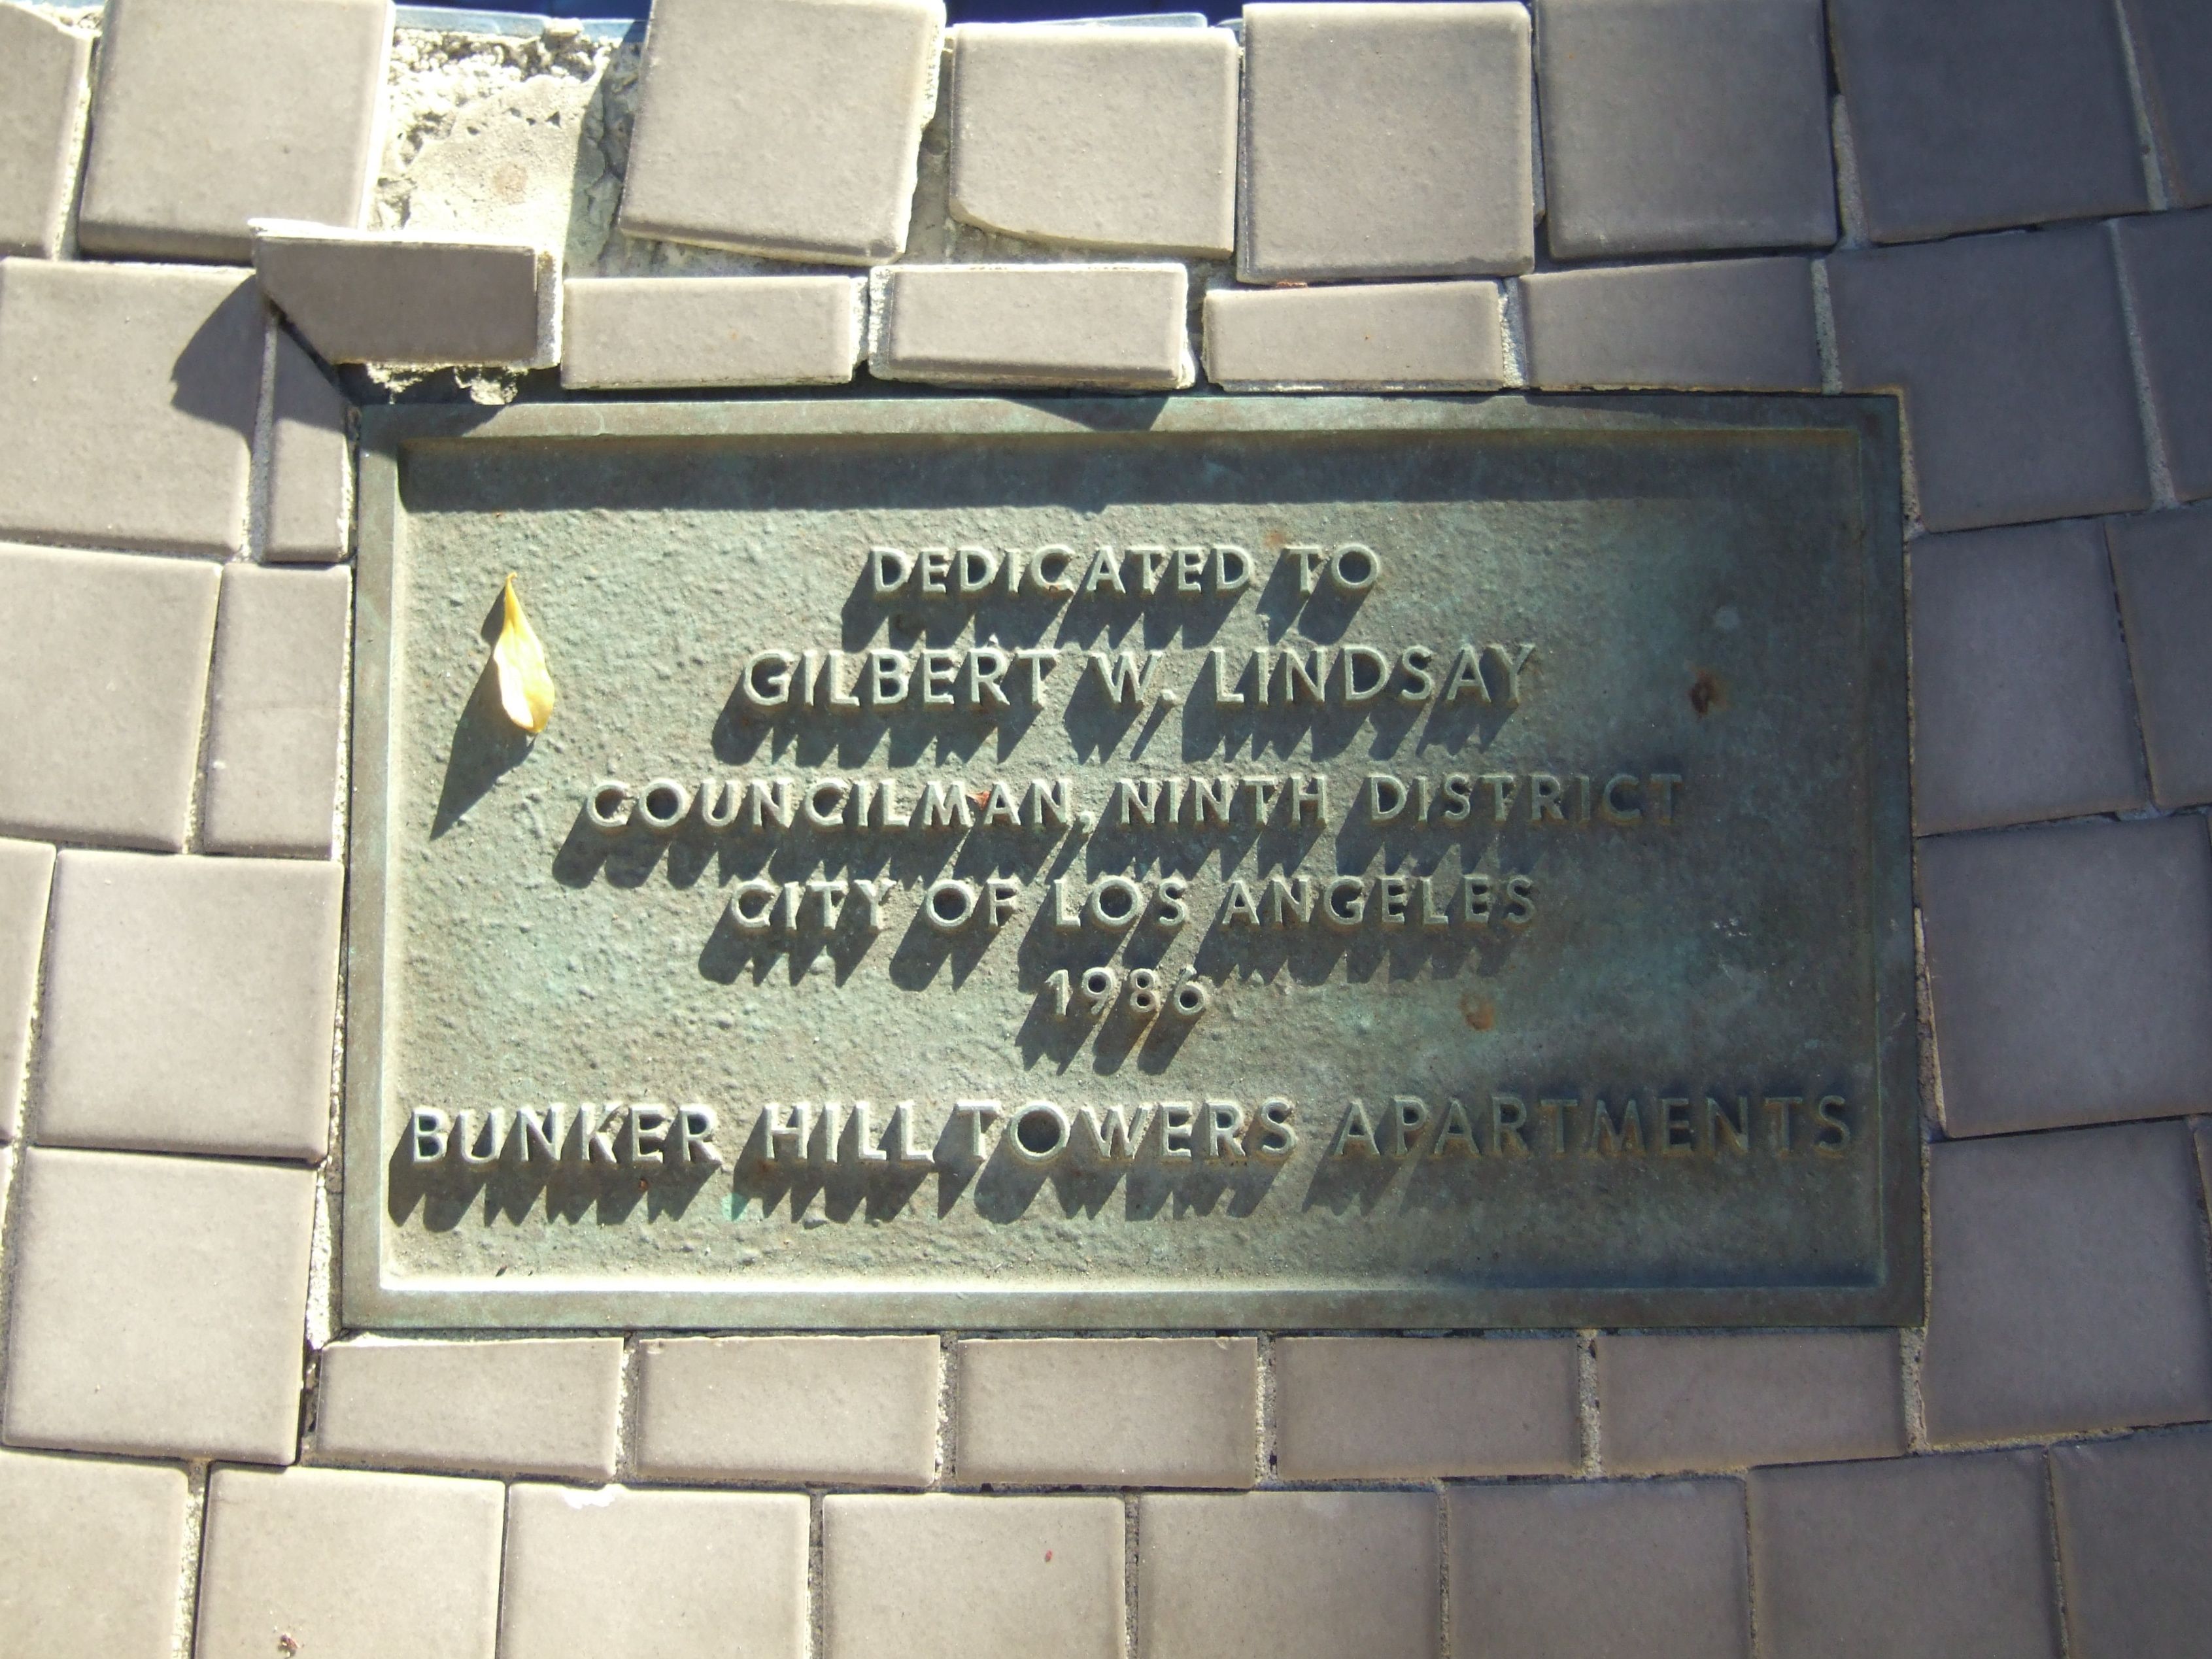 DEDICATED TO
GILBERT W. LINDSAY
COUNCILMAN, NINTH DISTRICT
CITY OF LOS ANGELES
1986
BUNKER HILL TOWERS APARTMENTS